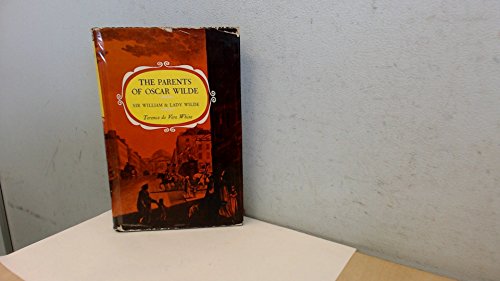 THE PARENTS
OF OSCAR WILDE
SIR WILLIAM & LADY WILDE
Terence de Vere White